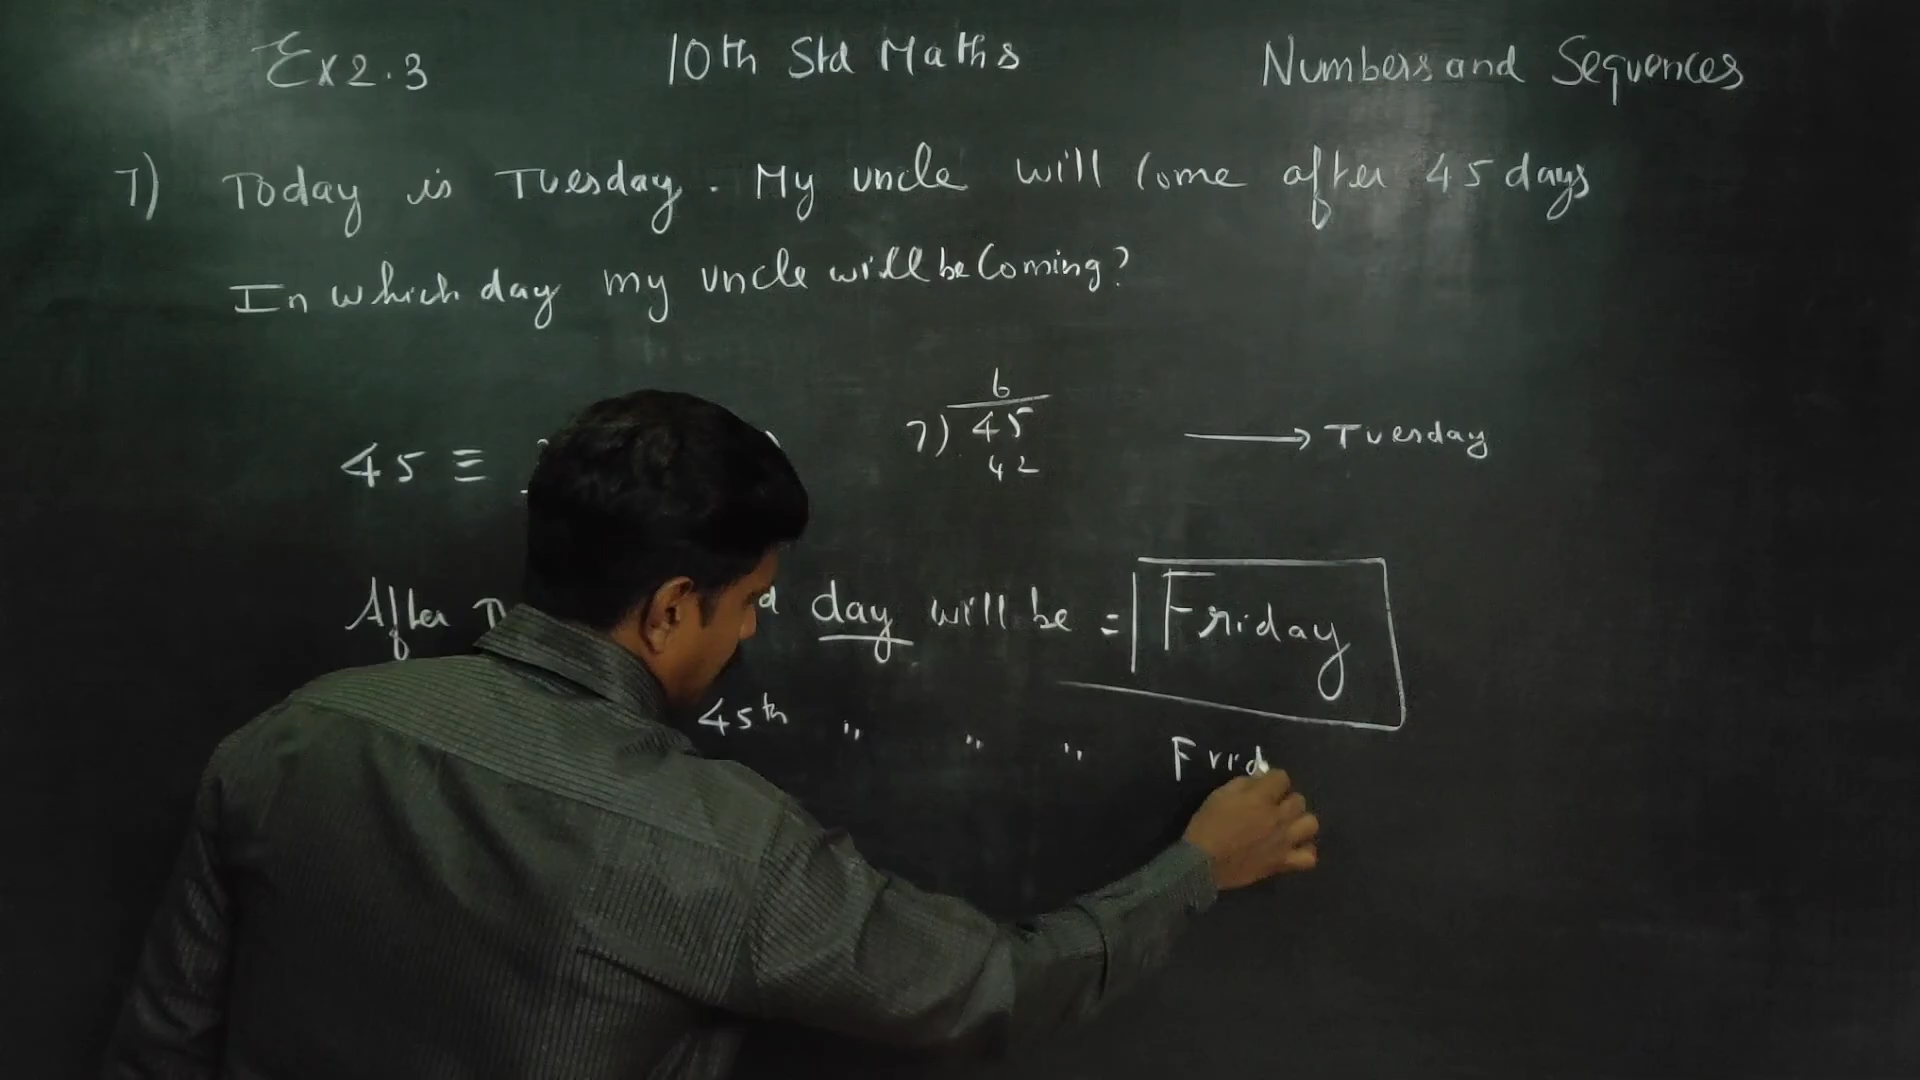 Ex 2.3 10th Std Maths Numbers and Sequences
7) Today is Tuesday. My uncle will come after 45 days
In which day my uncle will be coming?
6
45 ≡ 7) 45 → Tuesday
42
After day will be = Friday
45th " " " Frid